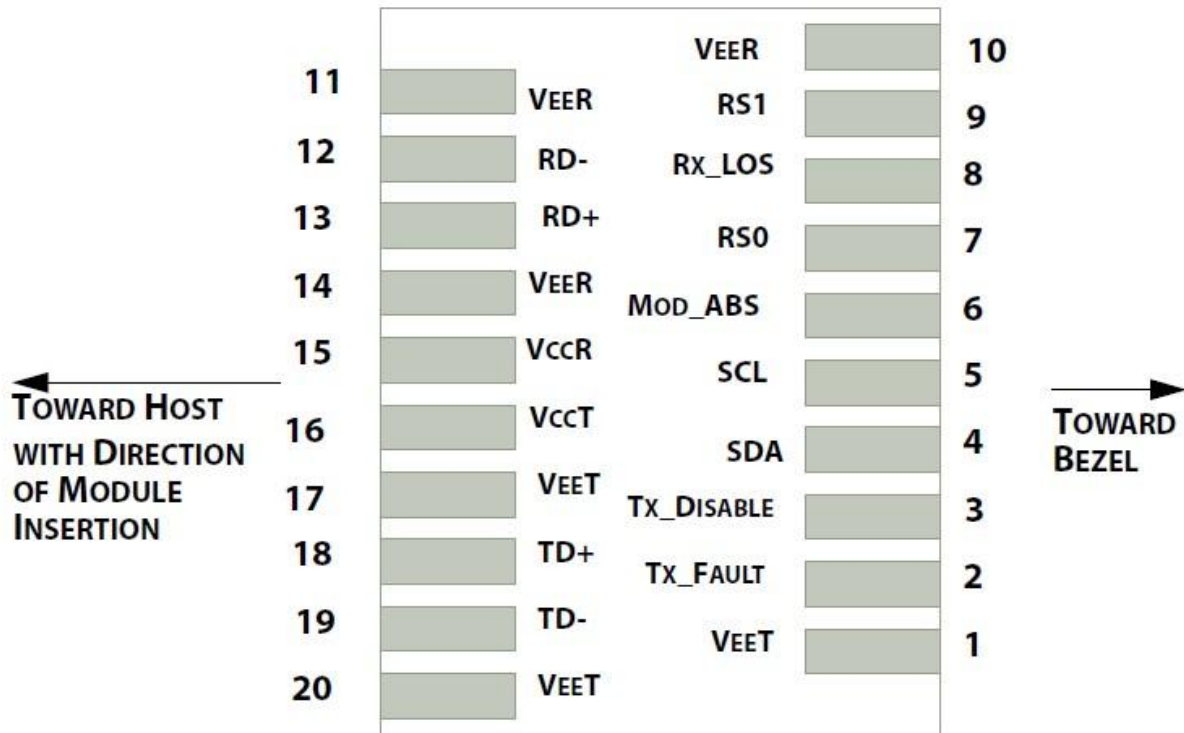 11 VEER
12 RD-
13 RD+
14 VEER
15 VCCR
16 VCCT
17 VEET
18 TD+
19 TD-
20 VEET
VEER 10
RS1 9
RX_LOS 8
RS0 7
MOD_ABS 6
SCL 5
SDA 4
TX_DISABLE 3
TX_FAULT 2
VEET 1
TOWARD HOST
WITH DIRECTION
OF MODULE
INSERTION
TOWARD
BEZEL